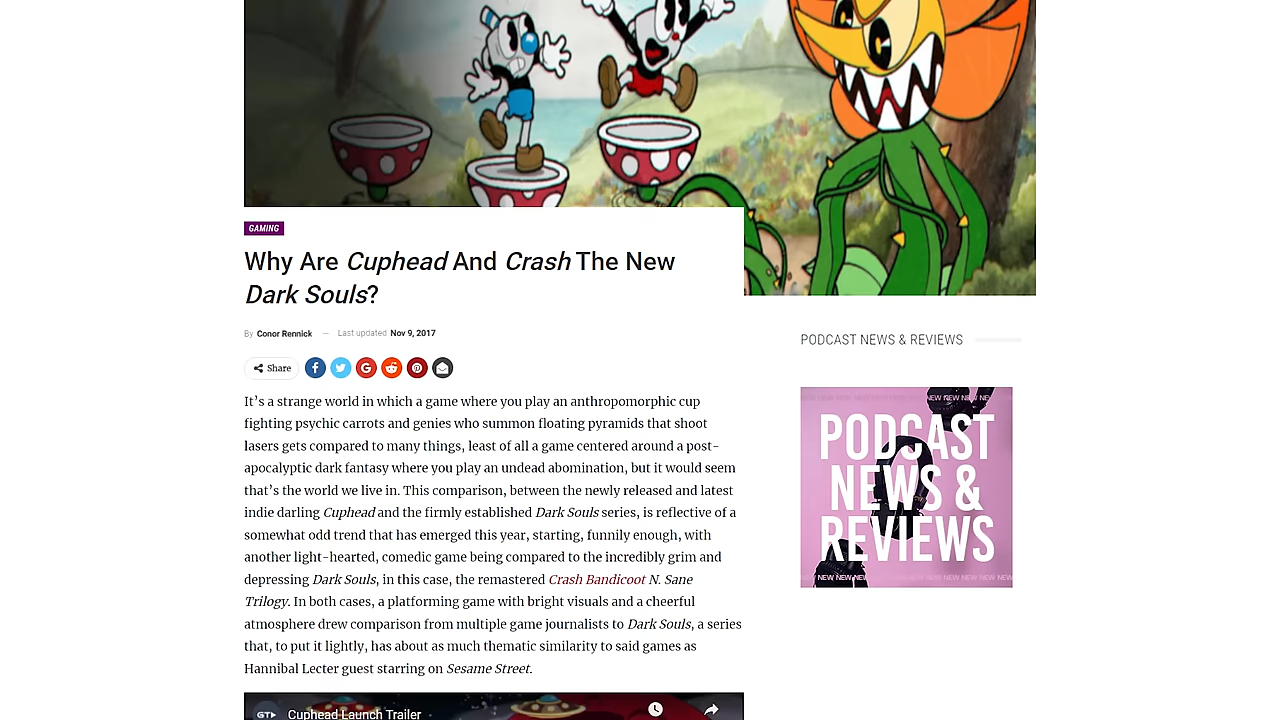 GAMING
Why Are Cuphead And Crash The New
Dark Souls?
By Conor Rennick — Last updated Nov 9, 2017
Share
It's a strange world in which a game where you play an anthropomorphic cup
fighting psychic carrots and genies who summon floating pyramids that shoot
lasers gets compared to many things, least of all a game centered around a post-
apocalyptic dark fantasy where you play an undead abomination, but it would seem
that's the world we live in. This comparison, between the newly released and latest
indie darling Cuphead and the firmly established Dark Souls series, is reflective of a
somewhat odd trend that has emerged this year, starting, funnily enough, with
another light-hearted, comedic game being compared to the incredibly grim and
depressing Dark Souls, in this case, the remastered Crash Bandicoot N. Sane
Trilogy. In both cases, a platforming game with bright visuals and a cheerful
atmosphere drew comparison from multiple game journalists to Dark Souls, a series
that, to put it lightly, has about as much thematic similarity to said games as
Hannibal Lecter guest starring on Sesame Street.
GT
Cuphead Launch Trailer
PODCAST NEWS & REVIEWS
PODCAST
NEWS &
REVIEWS
NEW NEW NEW NEW NEW NEW NEW NEW